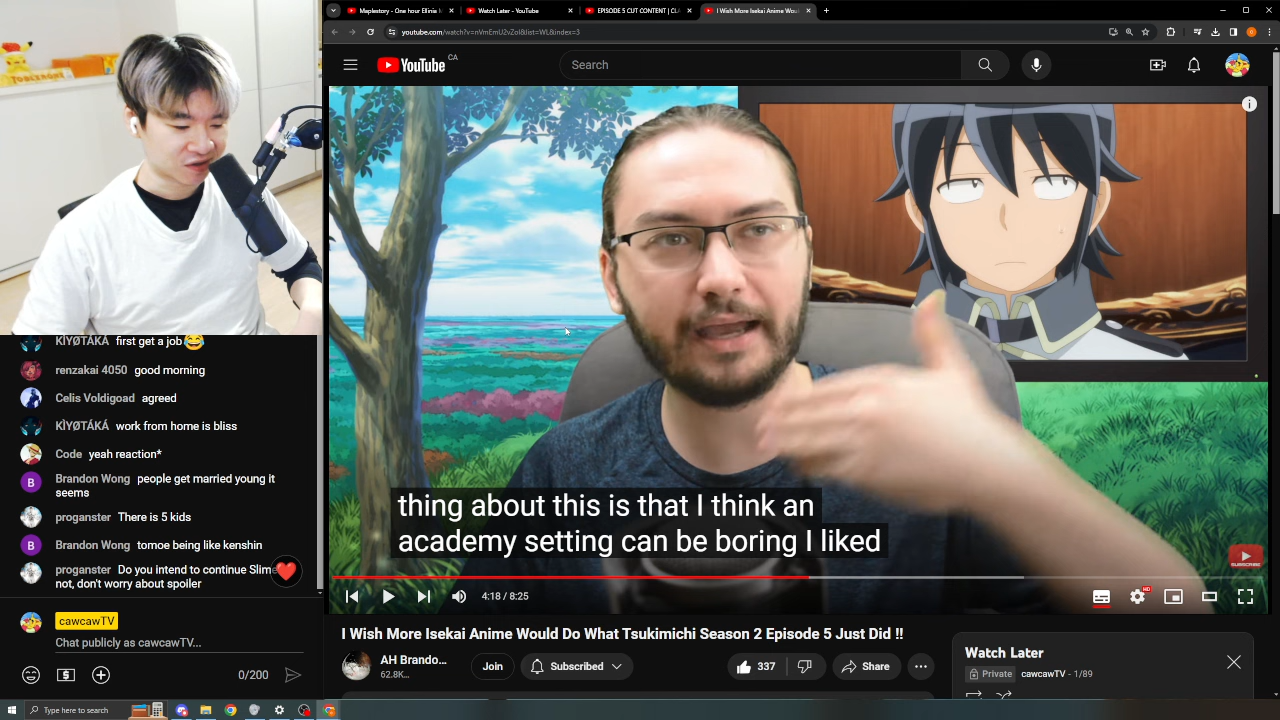 Maplestory - One hour Ellinia
Watch Later - YouTube
EPISODE 5 CUT CONTENT | CL
I Wish More Isekai Anime Wou
youtube.com/watch?v=nVmEmU2vZoI&list=WL&index=3
YouTube CA
Search
KÌYØTÁKÁ first get a job😂
renzakai 4050 good morning
Celis Voldigoad agreed
KÌYØTÁKÁ work from home is bliss
Code yeah reaction*
Brandon Wong people get married young it
seems
proganster There is 5 kids
Brandon Wong tomoe being like kenshin
proganster Do you intend to continue Slime
not, don't worry about spoiler
cawcawTV
Chat publicly as cawcawTV...
0/200
thing about this is that I think an
academy setting can be boring I liked
SUBSCRIBE
4:18 / 8:25
HD
I Wish More Isekai Anime Would Do What Tsukimichi Season 2 Episode 5 Just Did !!
AH Brando...
62.8K...
Join
Subscribed
337
Share
Watch Later
Private cawcawTV - 1/89
Type here to search